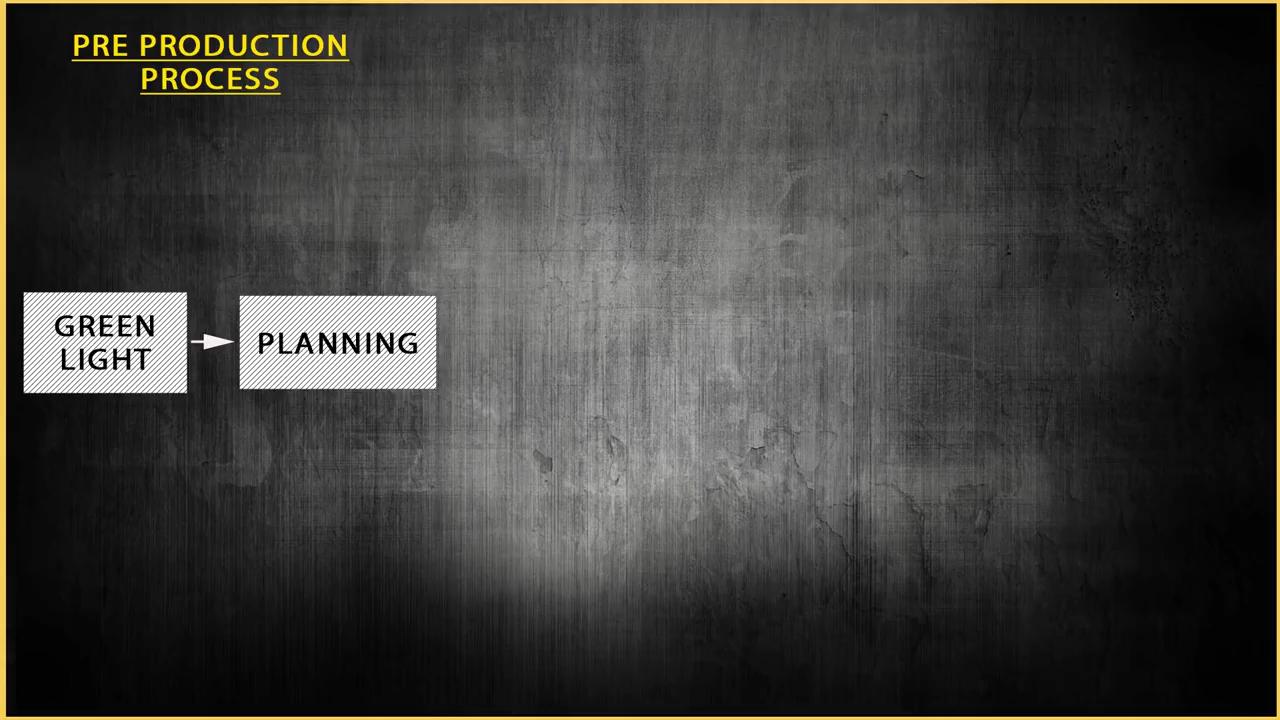 PRE PRODUCTION
PROCESS
GREEN
LIGHT
PLANNING